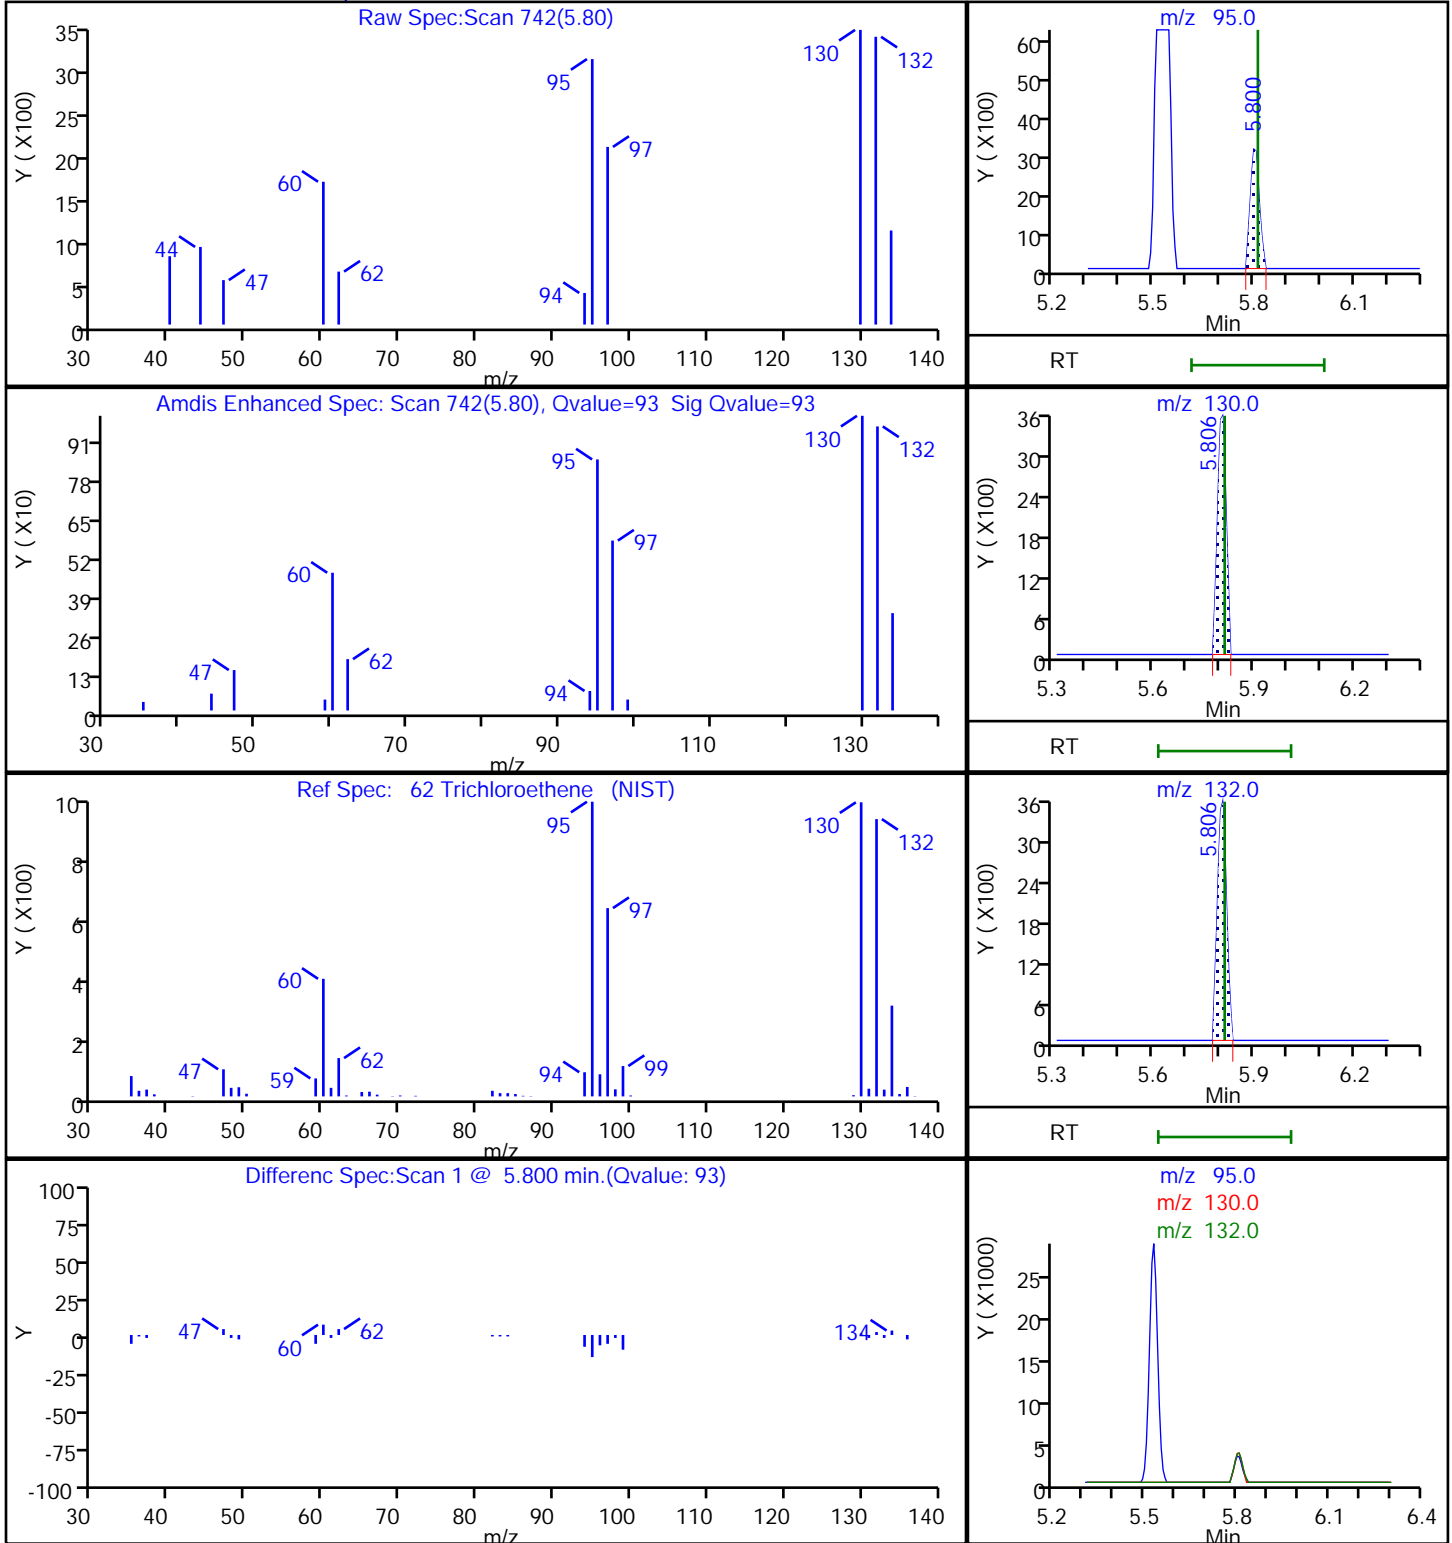 Raw Spec:Scan 742(5.80)
35
30
25
20
15
10
5
0
Y ( X100)
44
47
60
62
94
95
97
130
132
30 40 50 60 70 80 90 100 110 120 130 140
m/z
m/z 95.0
60
50
40
30
20
10
0
Y ( X100)
5.800
5.2 5.5 5.8 6.1
Min
RT
Amdis Enhanced Spec: Scan 742(5.80), Qvalue=93 Sig Qvalue=93
91
78
65
52
39
26
13
0
Y ( X10)
47
60
62
94
95
97
130
132
30 50 70 90 110 130
m/z
m/z 130.0
36
30
24
18
12
6
0
Y ( X100)
5.806
5.3 5.6 5.9 6.2
Min
RT
Ref Spec: 62 Trichloroethene (NIST)
10
8
6
4
2
0
Y ( X100)
47
59
60
62
94
95
97
99
130
132
30 40 50 60 70 80 90 100 110 120 130 140
m/z
m/z 132.0
36
30
24
18
12
6
0
Y ( X100)
5.806
5.3 5.6 5.9 6.2
Min
RT
Differenc Spec:Scan 1 @ 5.800 min.(Qvalue: 93)
100
75
50
25
0
-25
-50
-75
-100
Y
47
60
62
134
30 40 50 60 70 80 90 100 110 120 130 140
m/z
m/z 95.0
m/z 130.0
m/z 132.0
25
20
15
10
5
0
Y ( X1000)
5.2 5.5 5.8 6.1 6.4
Min